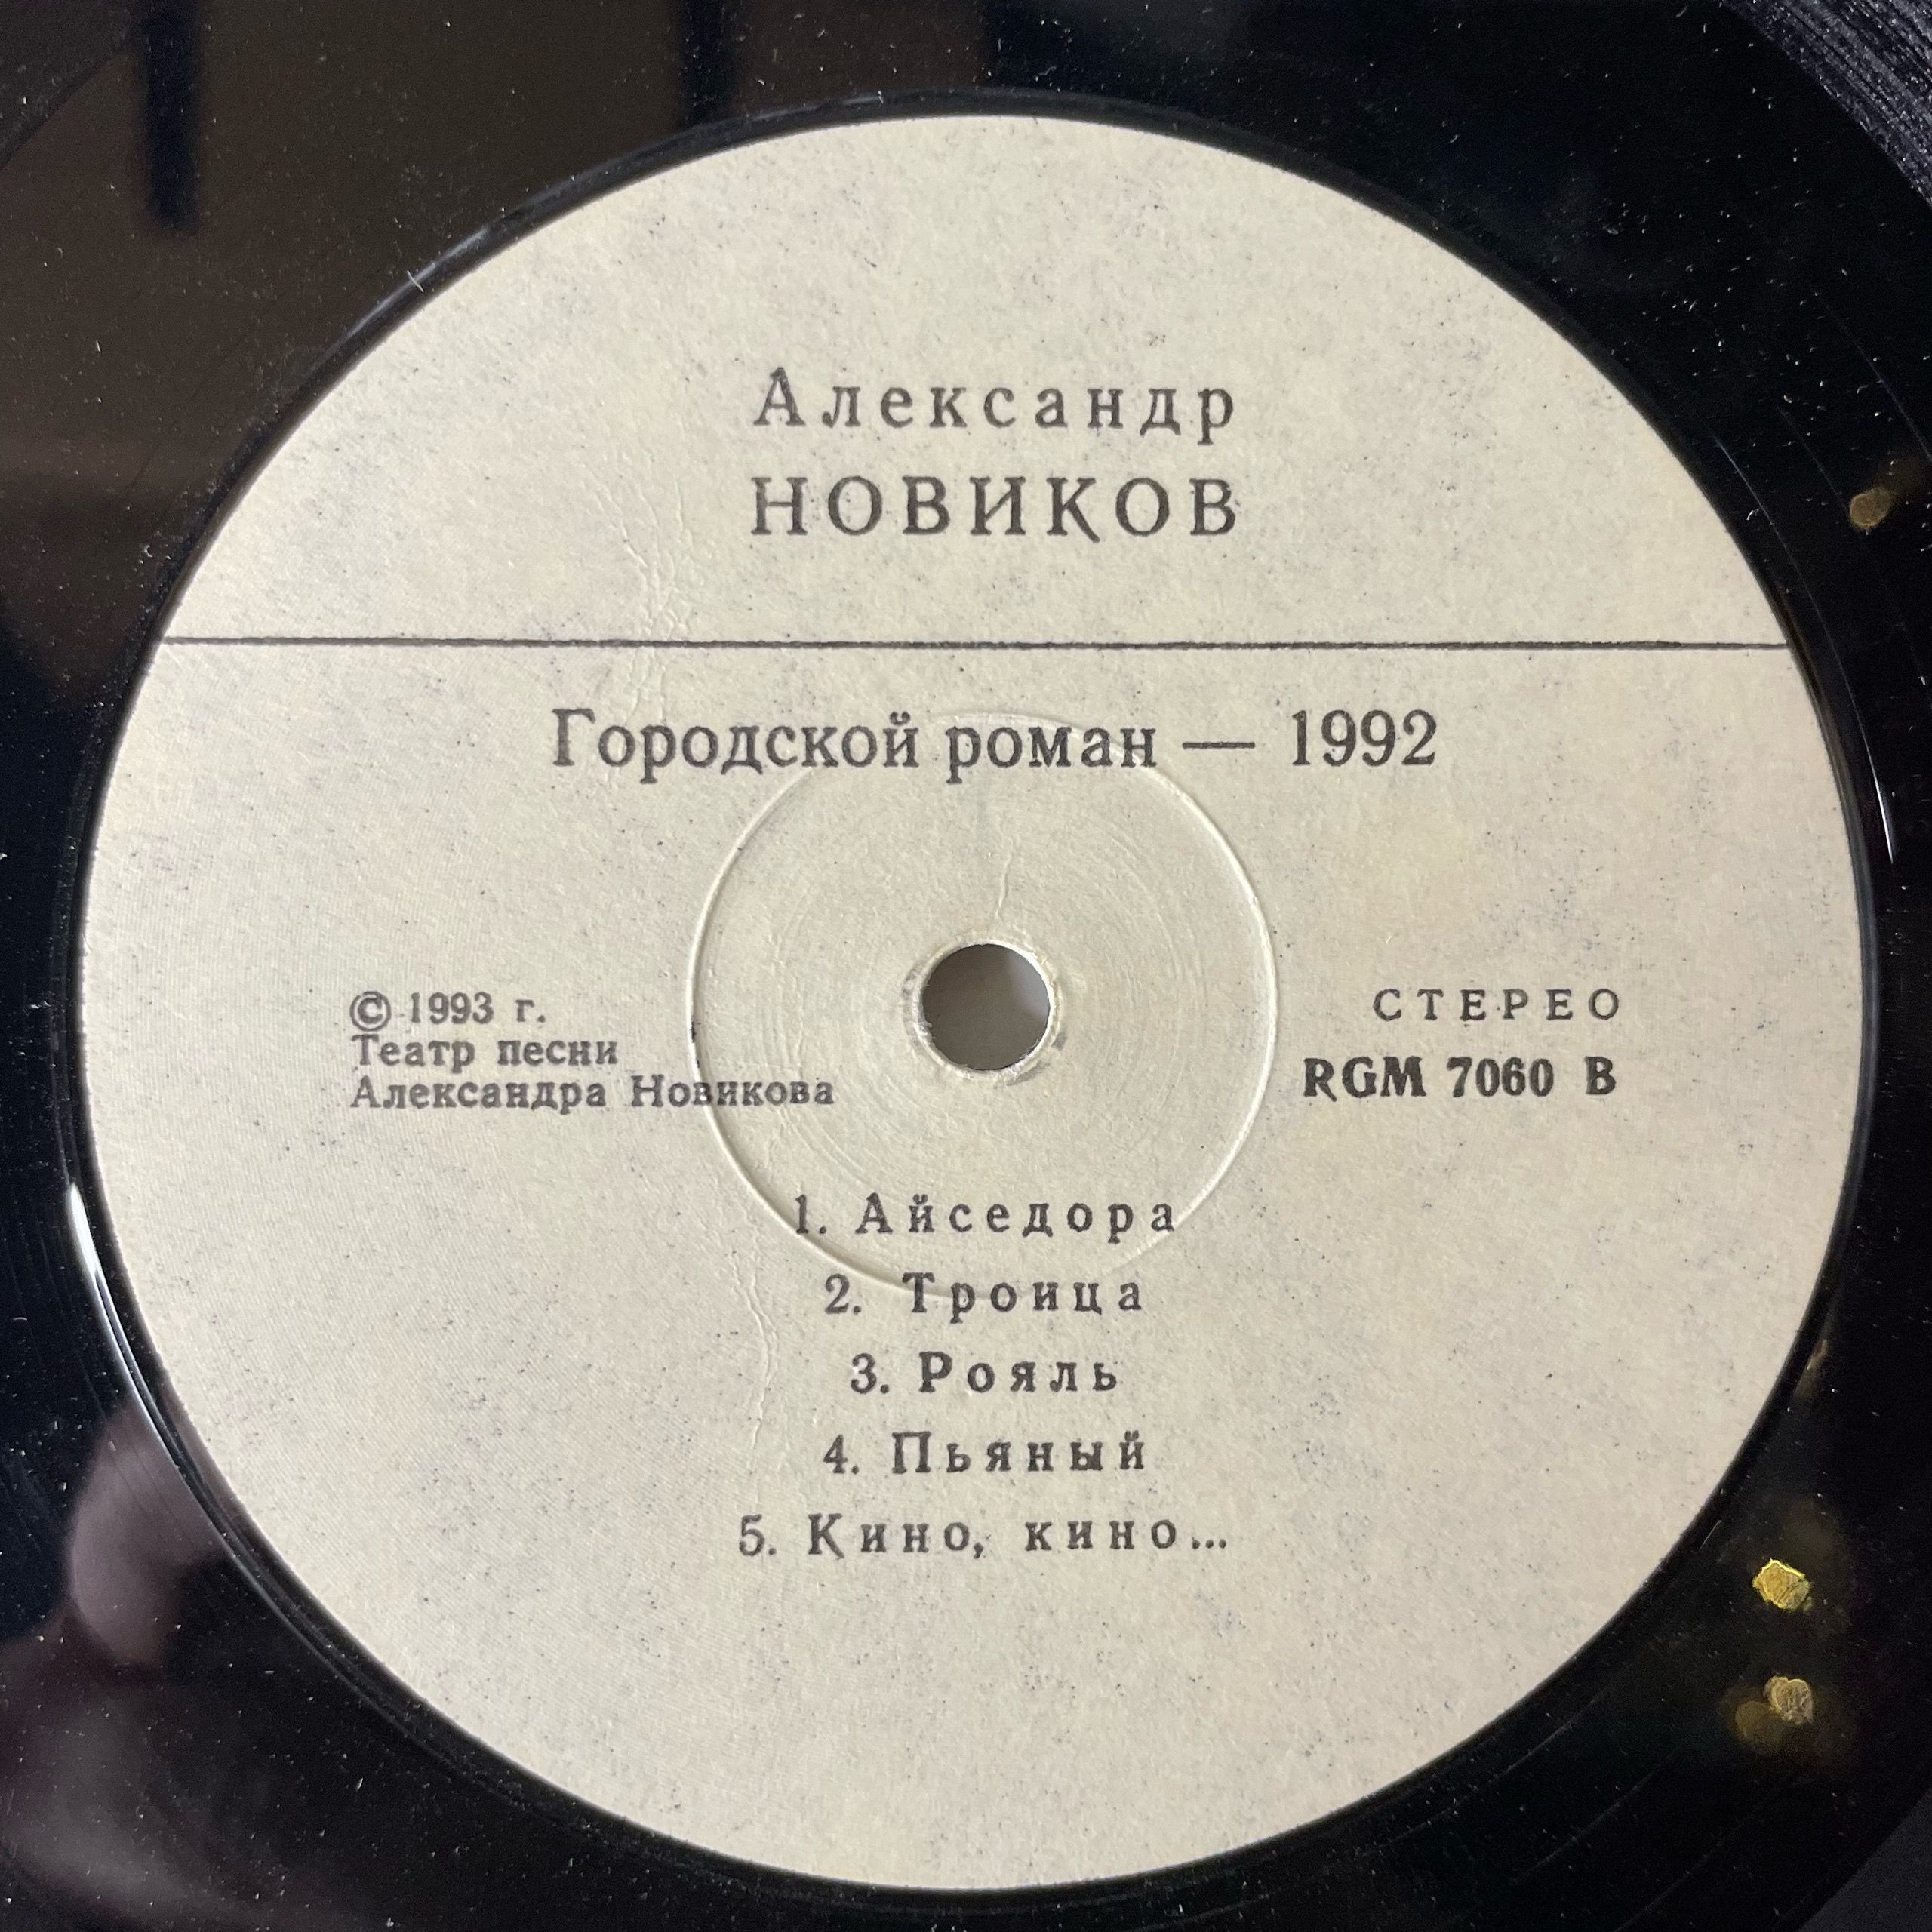 Александр
НОВИКОВ
Городской роман — 1992
© 1993 г.
Театр песни
Александра Новикова
СТЕРЕО
RGM 7060 B
1. Айседора
2. Троица
3. Рояль
4. Пьяный
5. Кино, кино...